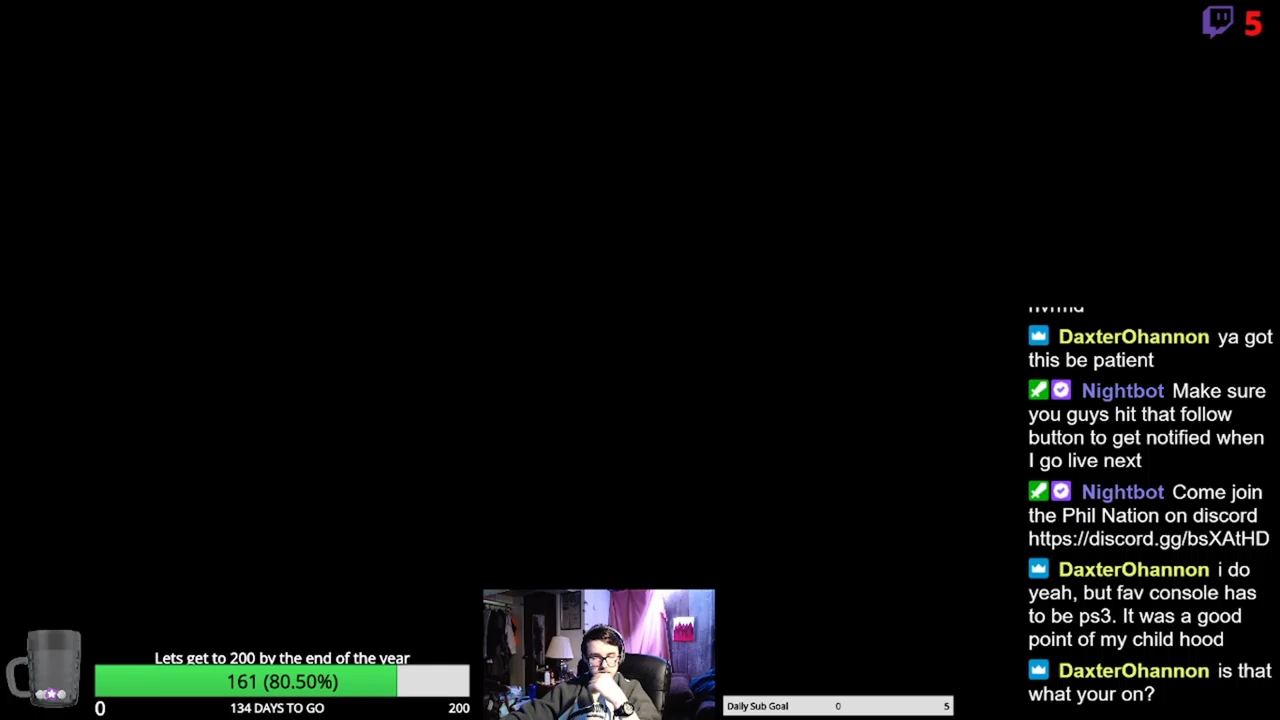 5
DaxterOhannon ya got
this be patient
Nightbot Make sure
you guys hit that follow
button to get notified when
I go live next
Nightbot Come join
the Phil Nation on discord
https://discord.gg/bsXAtHD
DaxterOhannon i do
yeah, but fav console has
to be ps3. It was a good
point of my child hood
DaxterOhannon is that
what your on?
Lets get to 200 by the end of the year
161 (80.50%)
0 134 DAYS TO GO 200
Daily Sub Goal 0 5